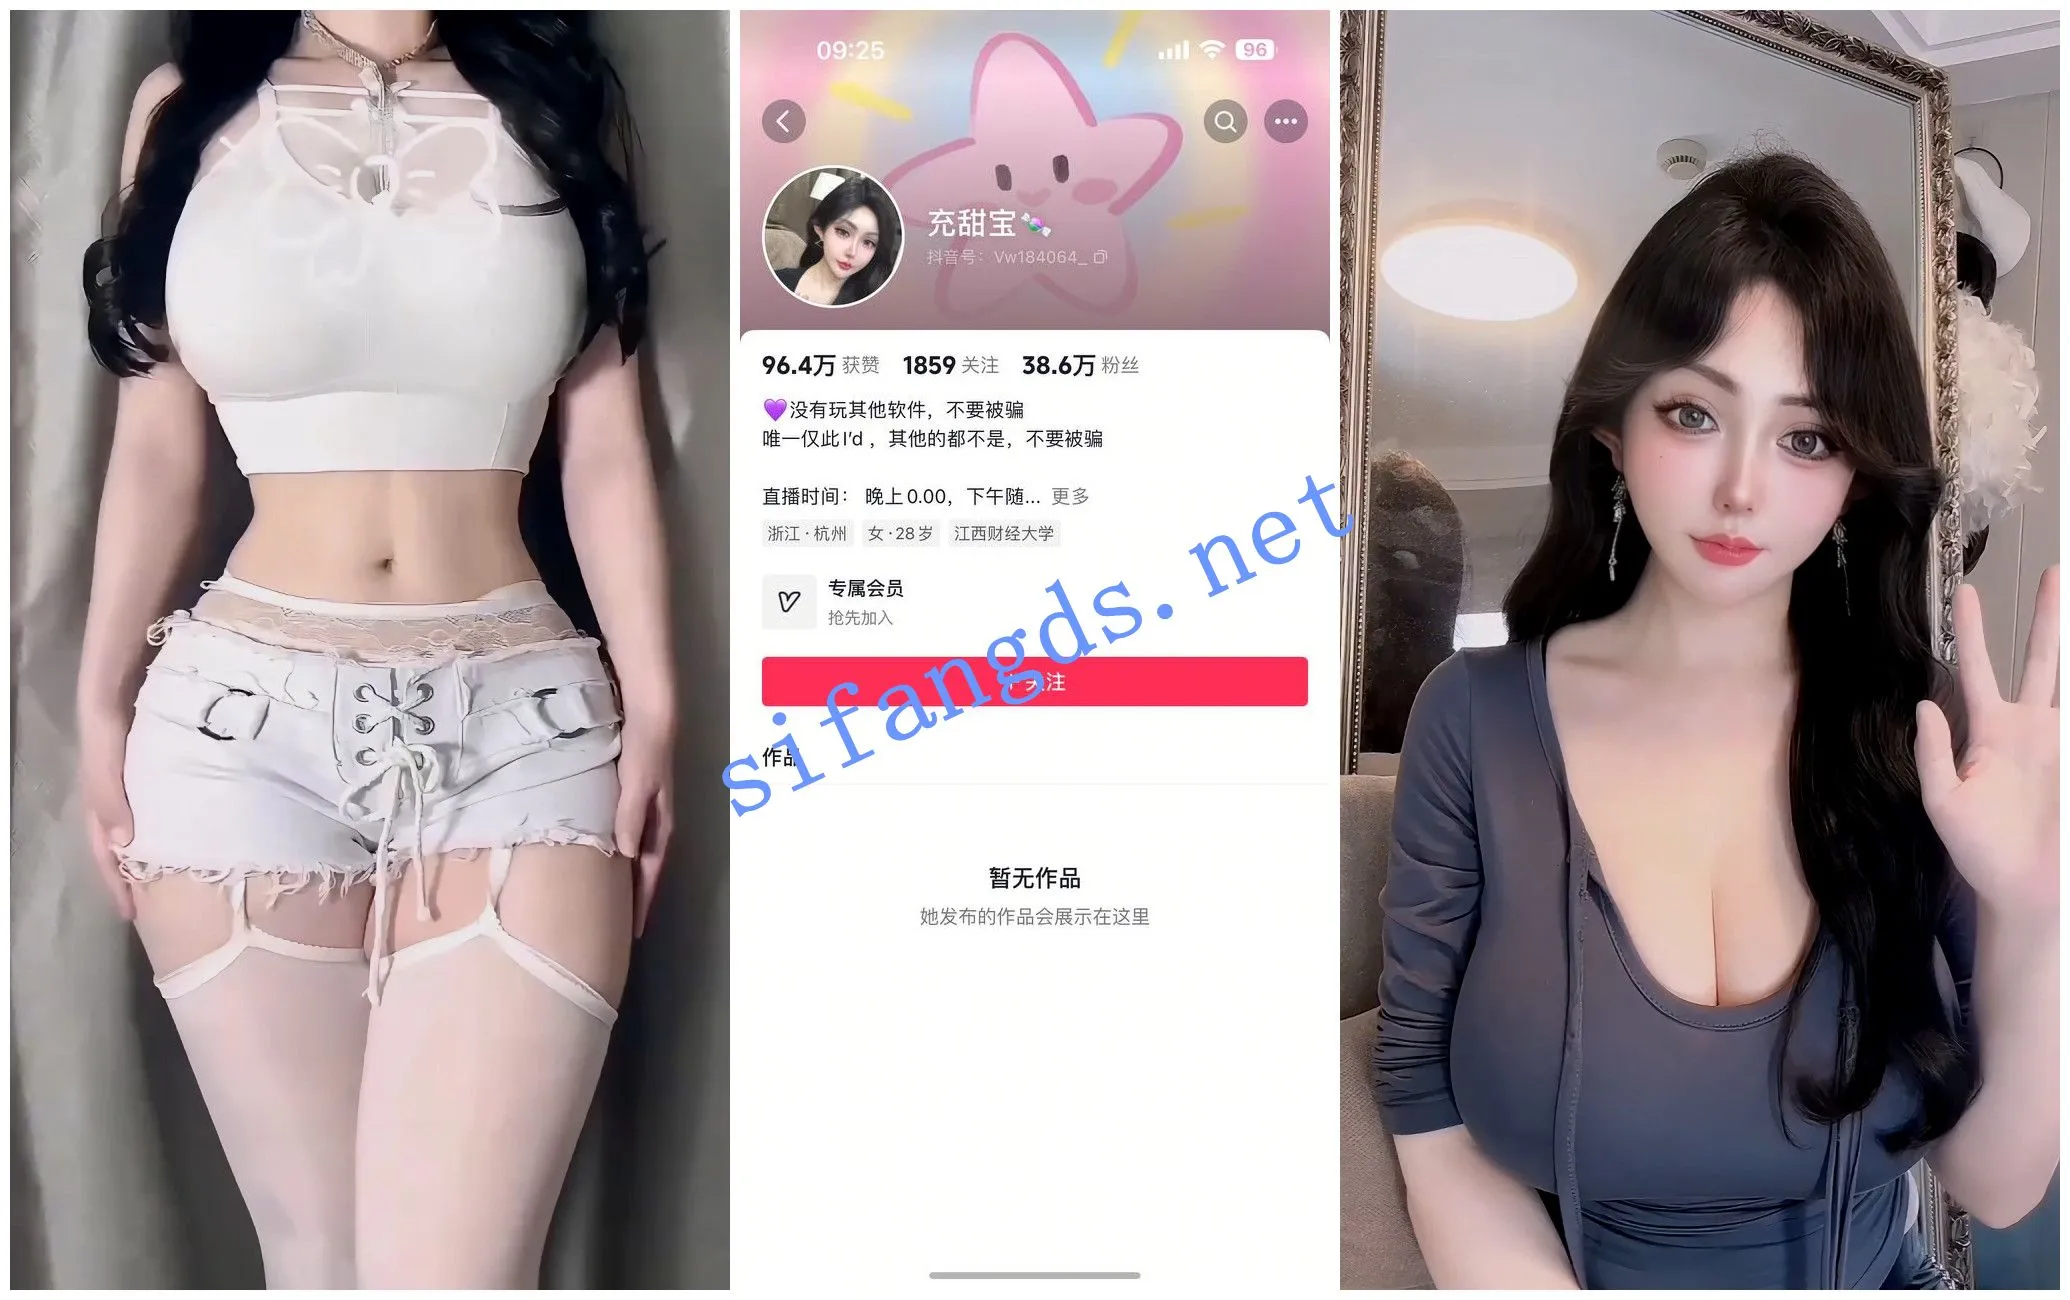 09:25
96
充甜宝
抖音号：Vw184064_
96.4万 获赞 1859 关注 38.6万 粉丝
💜没有玩其他软件，不要被骗
唯一仅此I'd ，其他的都不是，不要被骗
直播时间： 晚上0.00，下午随... 更多
浙江·杭州 女·28岁 江西财经大学
专属会员
抢先加入
关注
作品
暂无作品
她发布的作品会展示在这里
sifangds.net